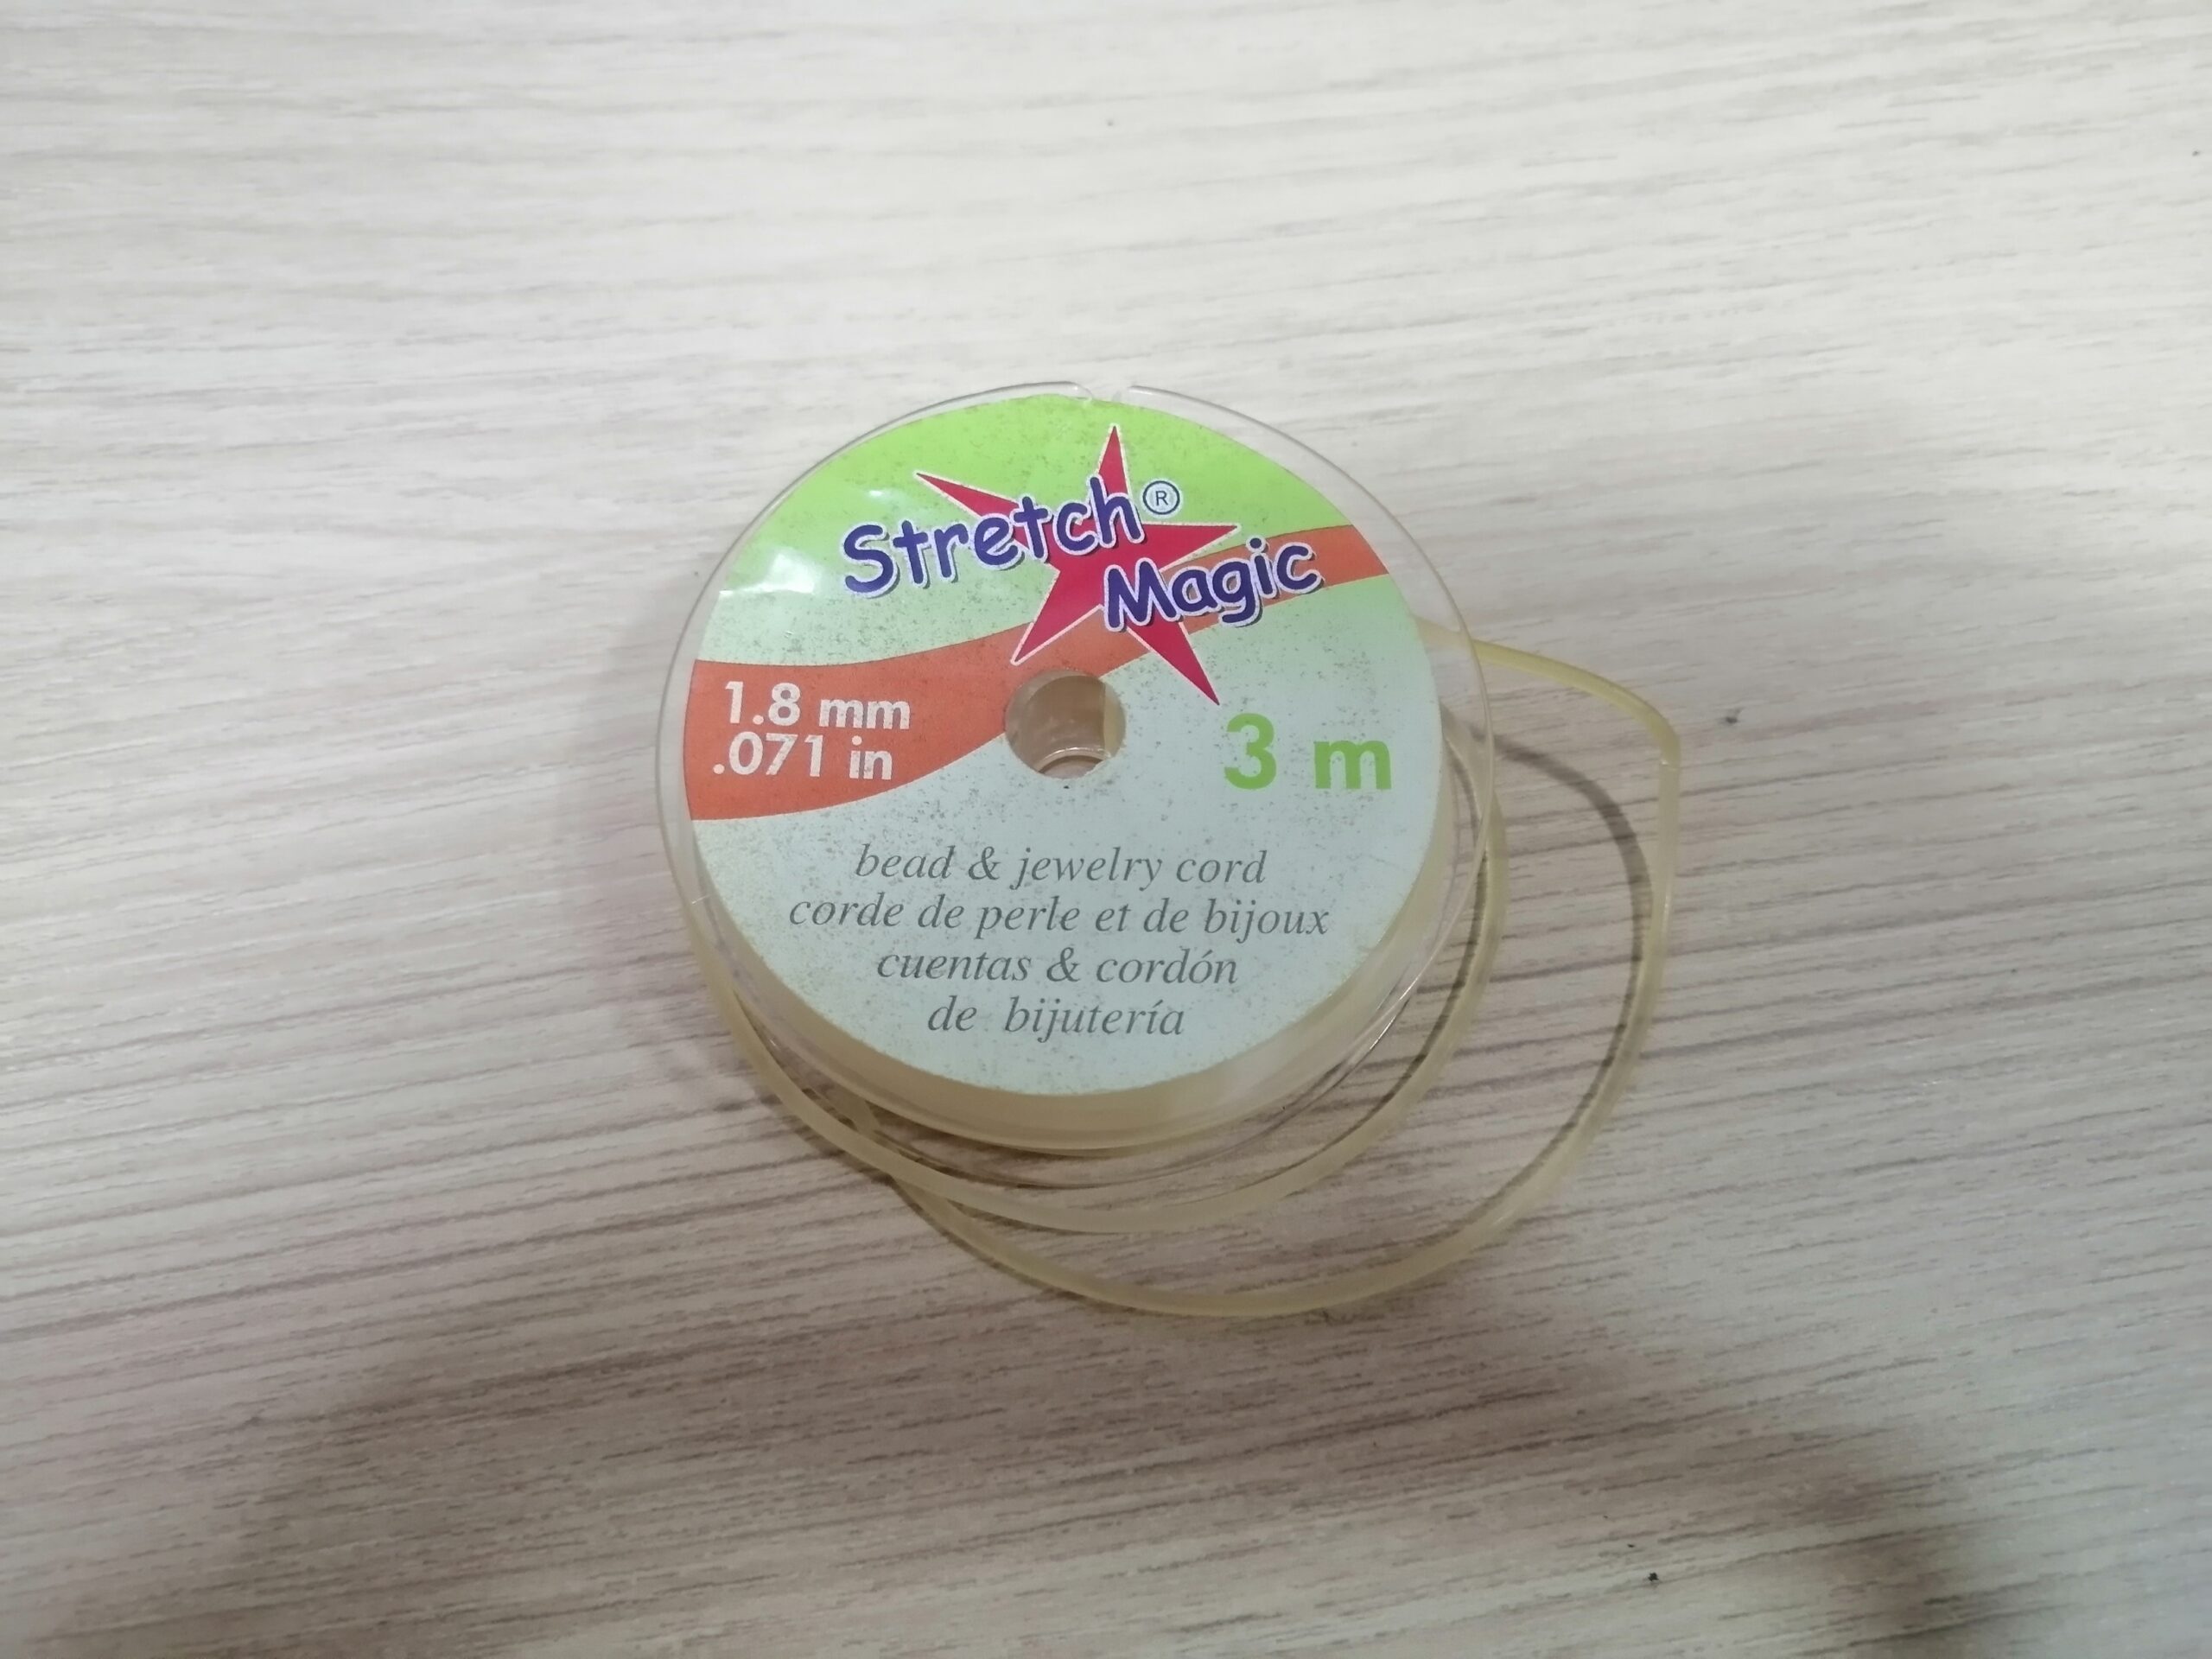 Stretch®
Magic
1.8 mm
.071 in
3 m
bead & jewelry cord
corde de perle et de bijoux
cuentas & cordón
de bijutería